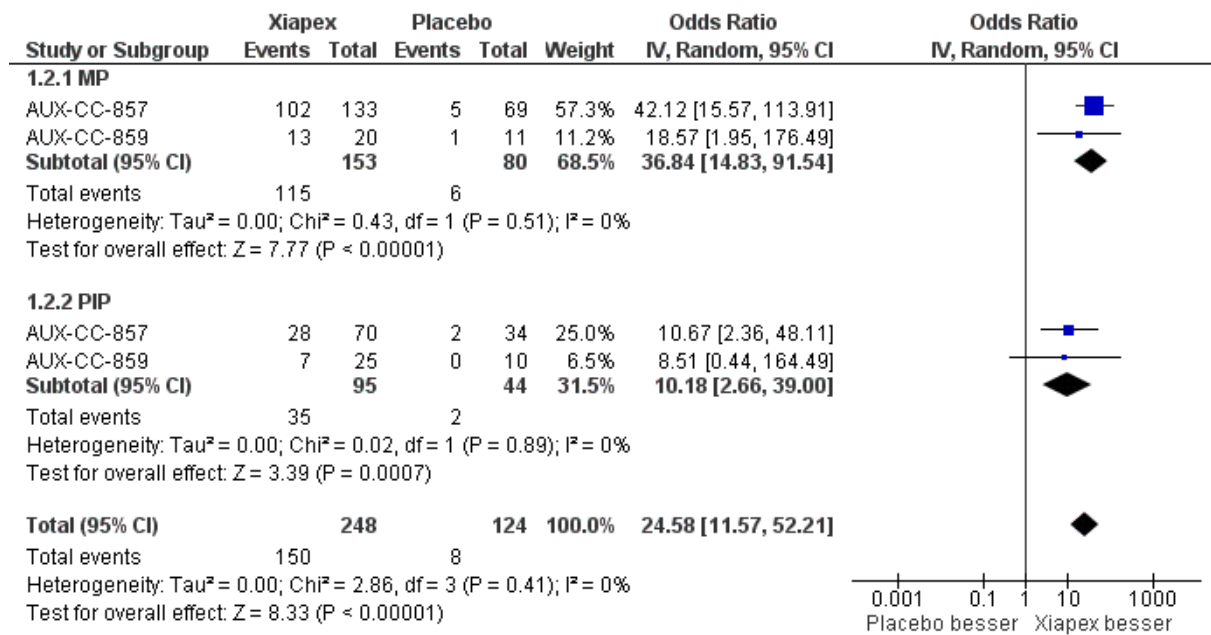 Xiapex Placebo Odds Ratio Odds Ratio
Study or Subgroup Events Total Events Total Weight IV, Random, 95% CI IV, Random, 95% CI
1.2.1 MP
AUX-CC-857 102 133 5 69 57.3% 42.12 [15.57, 113.91]
AUX-CC-859 13 20 1 11 11.2% 18.57 [1.95, 176.49]
Subtotal (95% CI) 153 80 68.5% 36.84 [14.83, 91.54]
Total events 115 6
Heterogeneity: Tau² = 0.00; Chi² = 0.43, df = 1 (P = 0.51); I² = 0%
Test for overall effect: Z = 7.77 (P < 0.00001)
1.2.2 PIP
AUX-CC-857 28 70 2 34 25.0% 10.67 [2.36, 48.11]
AUX-CC-859 7 25 0 10 6.5% 8.51 [0.44, 164.49]
Subtotal (95% CI) 95 44 31.5% 10.18 [2.66, 39.00]
Total events 35 2
Heterogeneity: Tau² = 0.00; Chi² = 0.02, df = 1 (P = 0.89); I² = 0%
Test for overall effect: Z = 3.39 (P = 0.0007)
Total (95% CI) 248 124 100.0% 24.58 [11.57, 52.21]
Total events 150 8
Heterogeneity: Tau² = 0.00; Chi² = 2.86, df = 3 (P = 0.41); I² = 0%
Test for overall effect: Z = 8.33 (P < 0.00001)
0.001 0.1 1 10 1000
Placebo besser Xiapex besser